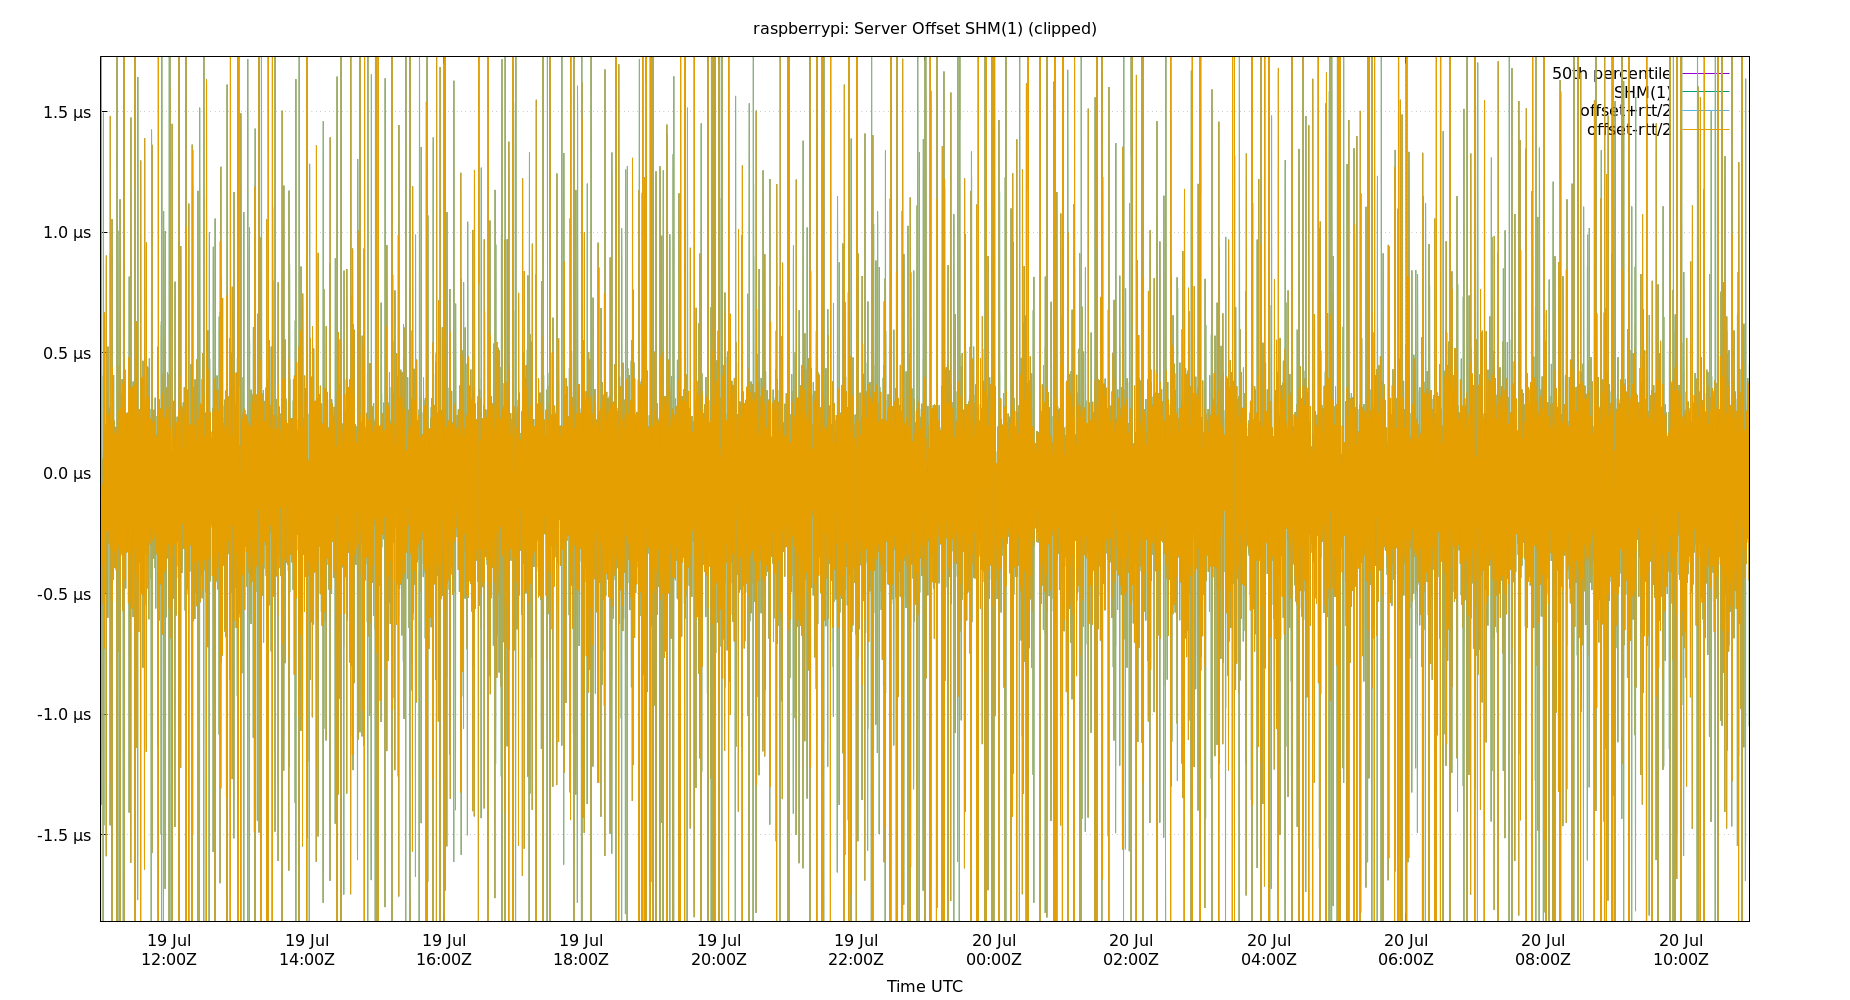 raspberrypi: Server Offset SHM(1) (clipped)
50th percentile
SHM(1)
offset+rtt/2
offset-rtt/2
1.5 µs
1.0 µs
0.5 µs
0.0 µs
-0.5 µs
-1.0 µs
-1.5 µs
19 Jul 19 Jul 19 Jul 19 Jul 19 Jul 19 Jul 20 Jul 20 Jul 20 Jul 20 Jul 20 Jul 20 Jul
12:00Z 14:00Z 16:00Z 18:00Z 20:00Z 22:00Z 00:00Z 02:00Z 04:00Z 06:00Z 08:00Z 10:00Z
Time UTC